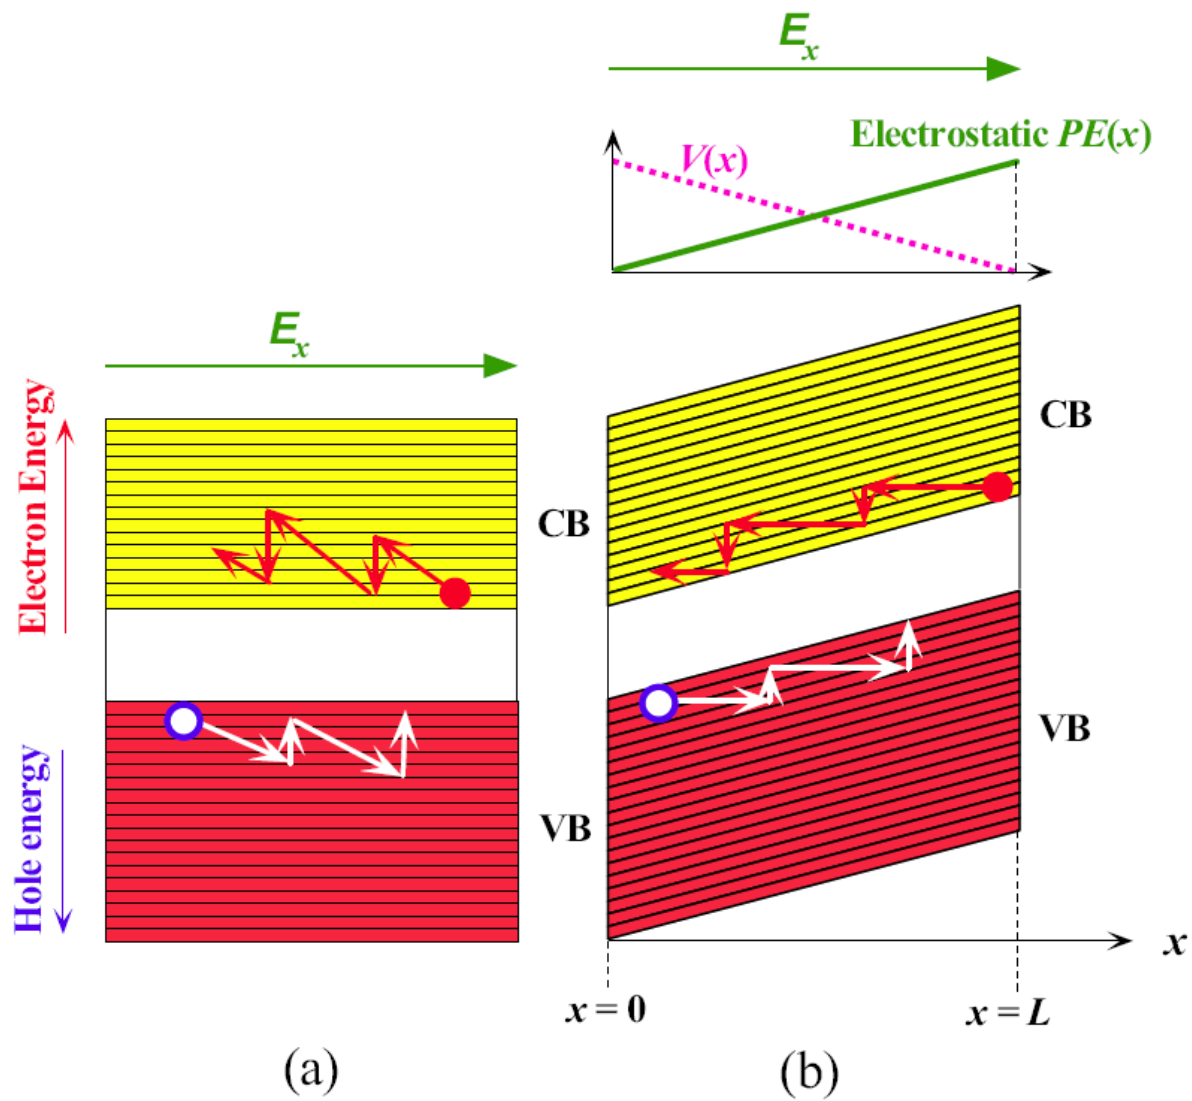 Ex
Electrostatic PE(x)
V(x)
Ex
Electron Energy
CB
CB
Hole energy
VB
VB
x
x = 0
x = L
(a)
(b)